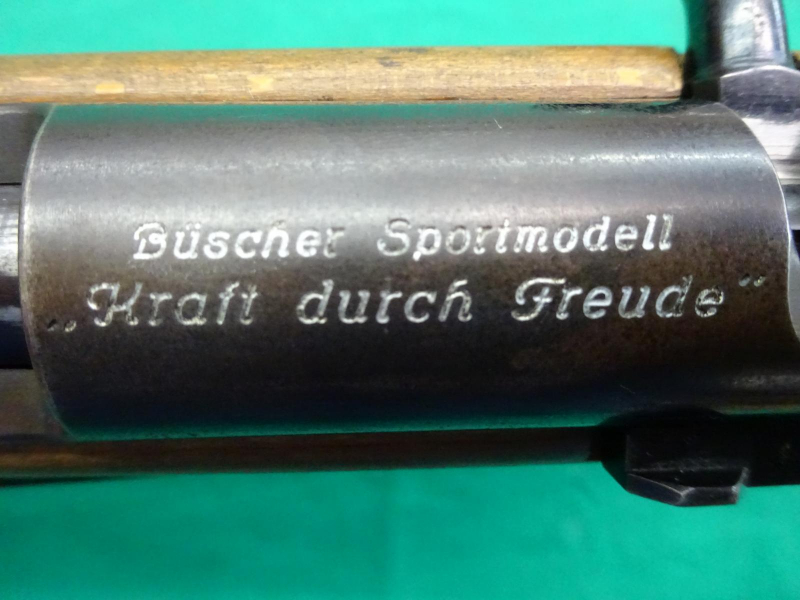 Büscher Sportmodell
„Kraft durch Freude“